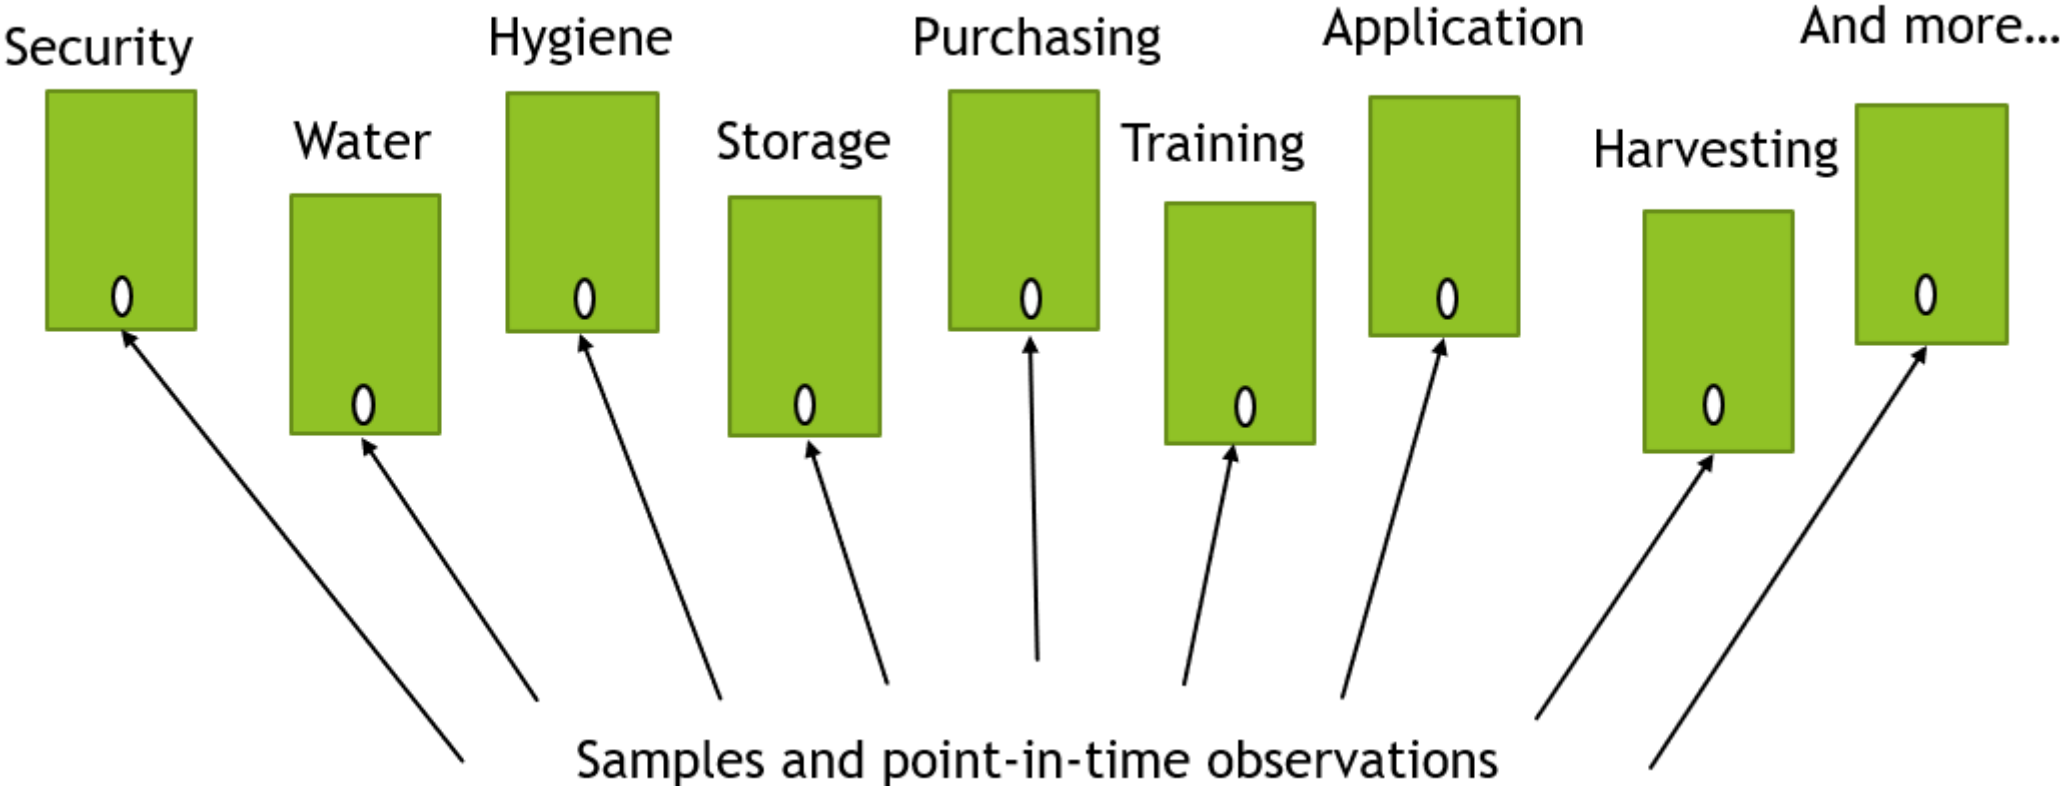 Security
Water
Hygiene
Storage
Purchasing
Training
Application
Harvesting
And more...
Samples and point-in-time observations